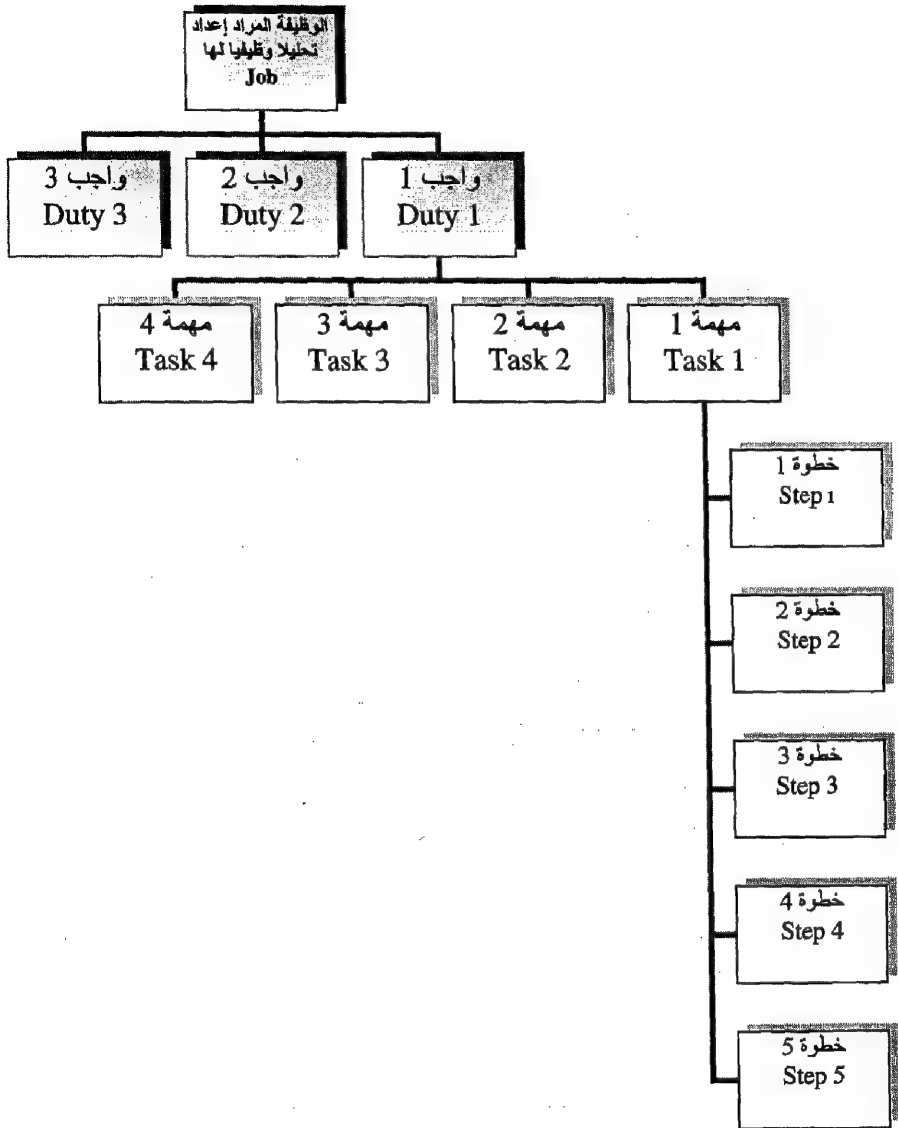 الوظيفة المراد إعداد
تحليلا وظيفيا لها
Job
واجب 1
Duty 1
واجب 2
Duty 2
واجب 3
Duty 3
مهمة 1
Task 1
مهمة 2
Task 2
مهمة 3
Task 3
مهمة 4
Task 4
خطوة 1
Step 1
خطوة 2
Step 2
خطوة 3
Step 3
خطوة 4
Step 4
خطوة 5
Step 5